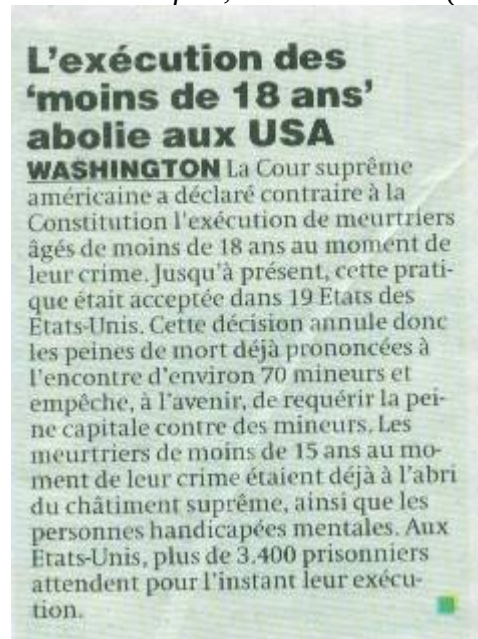 L'exécution des
‘moins de 18 ans’
abolie aux USA
WASHINGTON La Cour suprême
américaine a déclaré contraire à la
Constitution l'exécution de meurtriers
âgés de moins de 18 ans au moment de
leur crime. Jusqu'à présent, cette prati-
que était acceptée dans 19 Etats des
Etats-Unis. Cette décision annule donc
les peines de mort déjà prononcées à
l'encontre d'environ 70 mineurs et
empêche, à l'avenir, de requérir la pei-
ne capitale contre des mineurs. Les
meurtriers de moins de 15 ans au mo-
ment de leur crime étaient déjà à l'abri
du châtiment suprême, ainsi que les
personnes handicapées mentales. Aux
Etats-Unis, plus de 3.400 prisonniers
attendent pour l'instant leur exécu-
tion.